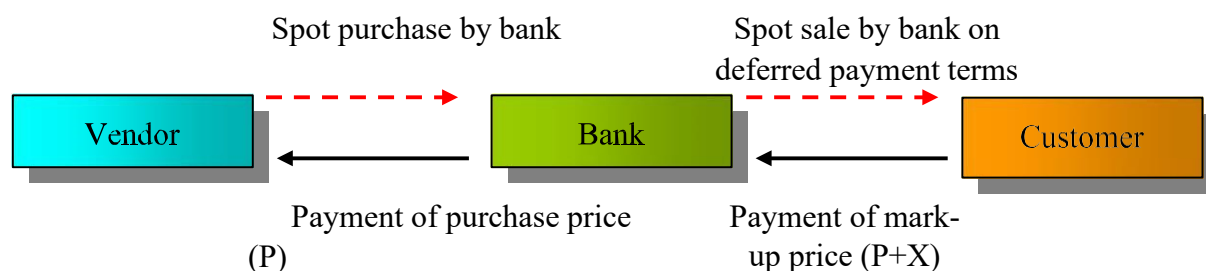 Spot purchase by bank
Spot sale by bank on
deferred payment terms
Vendor
Bank
Customer
Payment of purchase price
(P)
Payment of mark-
up price (P+X)